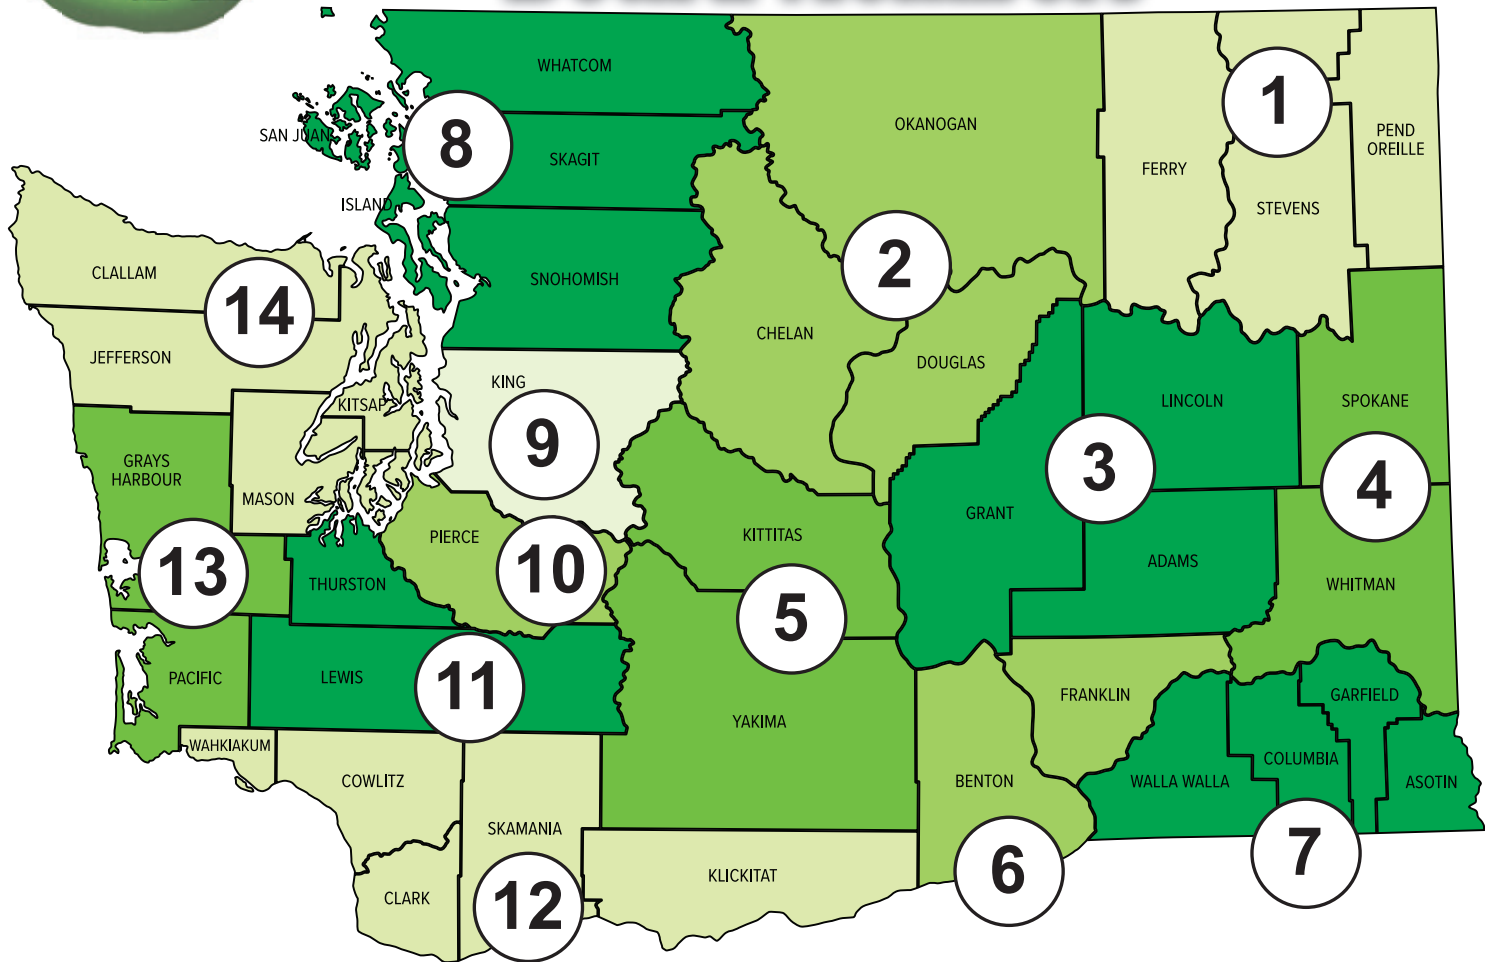 WHATCOM
OKANOGAN
1
PEND
OREILLE
SAN JUAN
8
SKAGIT
FERRY
STEVENS
ISLAND
CLALLAM
SNOHOMISH
2
14
CHELAN
JEFFERSON
DOUGLAS
KING
KITSAP
LINCOLN
SPOKANE
9
GRAYS
HARBOUR
MASON
3
4
GRANT
PIERCE
KITTITAS
10
13
ADAMS
THURSTON
WHITMAN
5
PACIFIC
LEWIS
11
FRANKLIN
GARFIELD
YAKIMA
WAHKIAKUM
COLUMBIA
COWLITZ
BENTON
WALLA WALLA
ASOTIN
SKAMANIA
7
6
KLICKITAT
CLARK
12